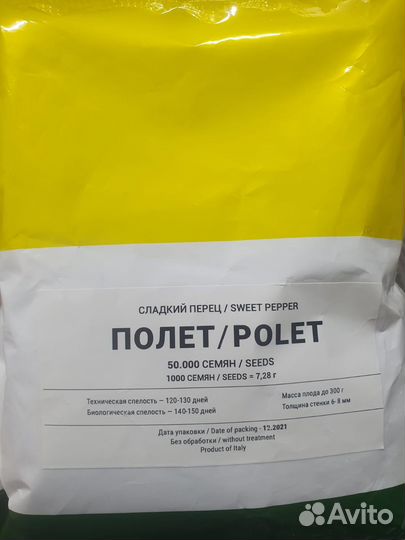 СЛАДКИЙ ПЕРЕЦ / SWEET PEPPER
ПОЛЕТ / POLET
50.000 СЕМЯН / SEEDS
1000 СЕМЯН / SEEDS = 7,28 г
Техническая спелость — 120-130 дней
Биологическая спелость — 140-150 дней
Масса плода до 300 г
Толщина стенки 6- 8 мм
Дата упаковки / Date of packing - 12.2021
Без обработки / without treatment
Product of Italy
Avito